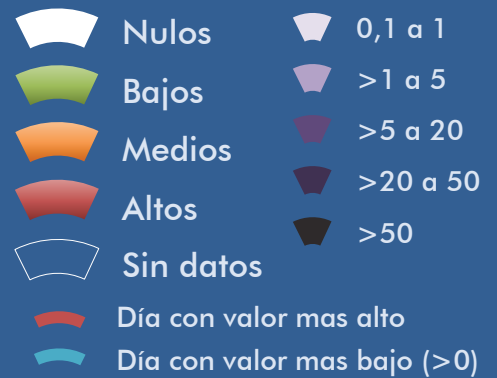 Nulos
Bajos
Medios
Altos
Sin datos
0,1 a 1
>1 a 5
>5 a 20
>20 a 50
>50
Día con valor mas alto
Día con valor mas bajo (>0)